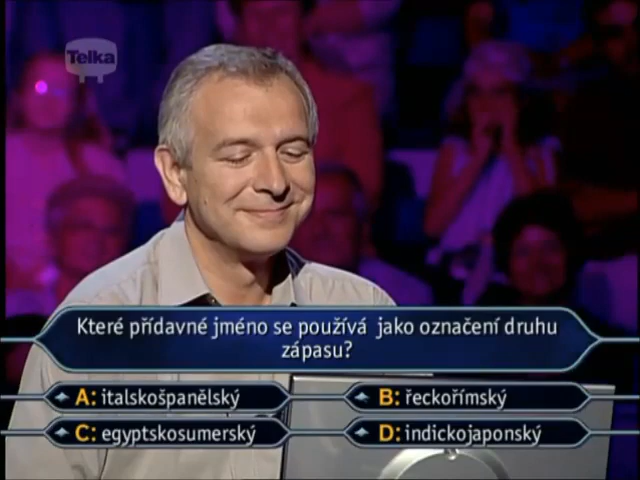 Telka
Které přídavné jméno se používá jako označení druhu
zápasu?
A: italskošpanělský
B: řeckořímský
C: egyptskosumerský
D: indickojaponský